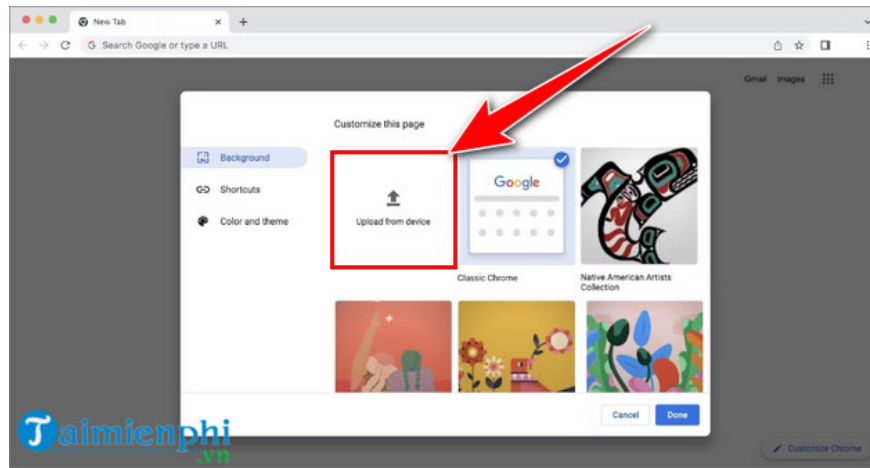 New Tab
Search Google or type a URL
Gmail Images
Customize this page
Background
Shortcuts
Color and theme
Upload from device
Google
Classic Chrome
Native American Artists
Collection
Cancel Done
Customize Chrome
Taimienphi
.vn